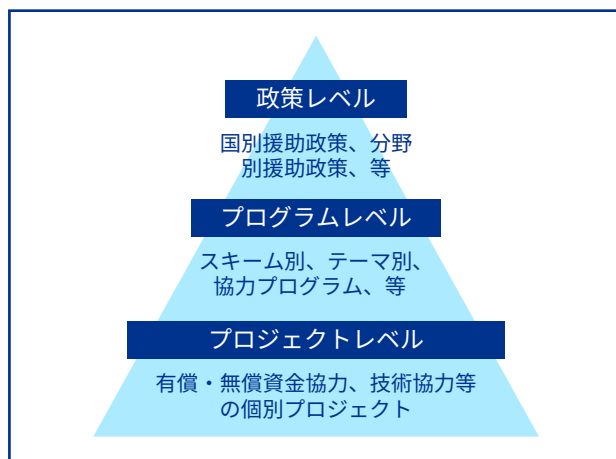 政策レベル
国別援助政策、分野
別援助政策、等
プログラムレベル
スキーム別、テーマ別、
協力プログラム、等
プロジェクトレベル
有償・無償資金協力、技術協力等
の個別プロジェクト